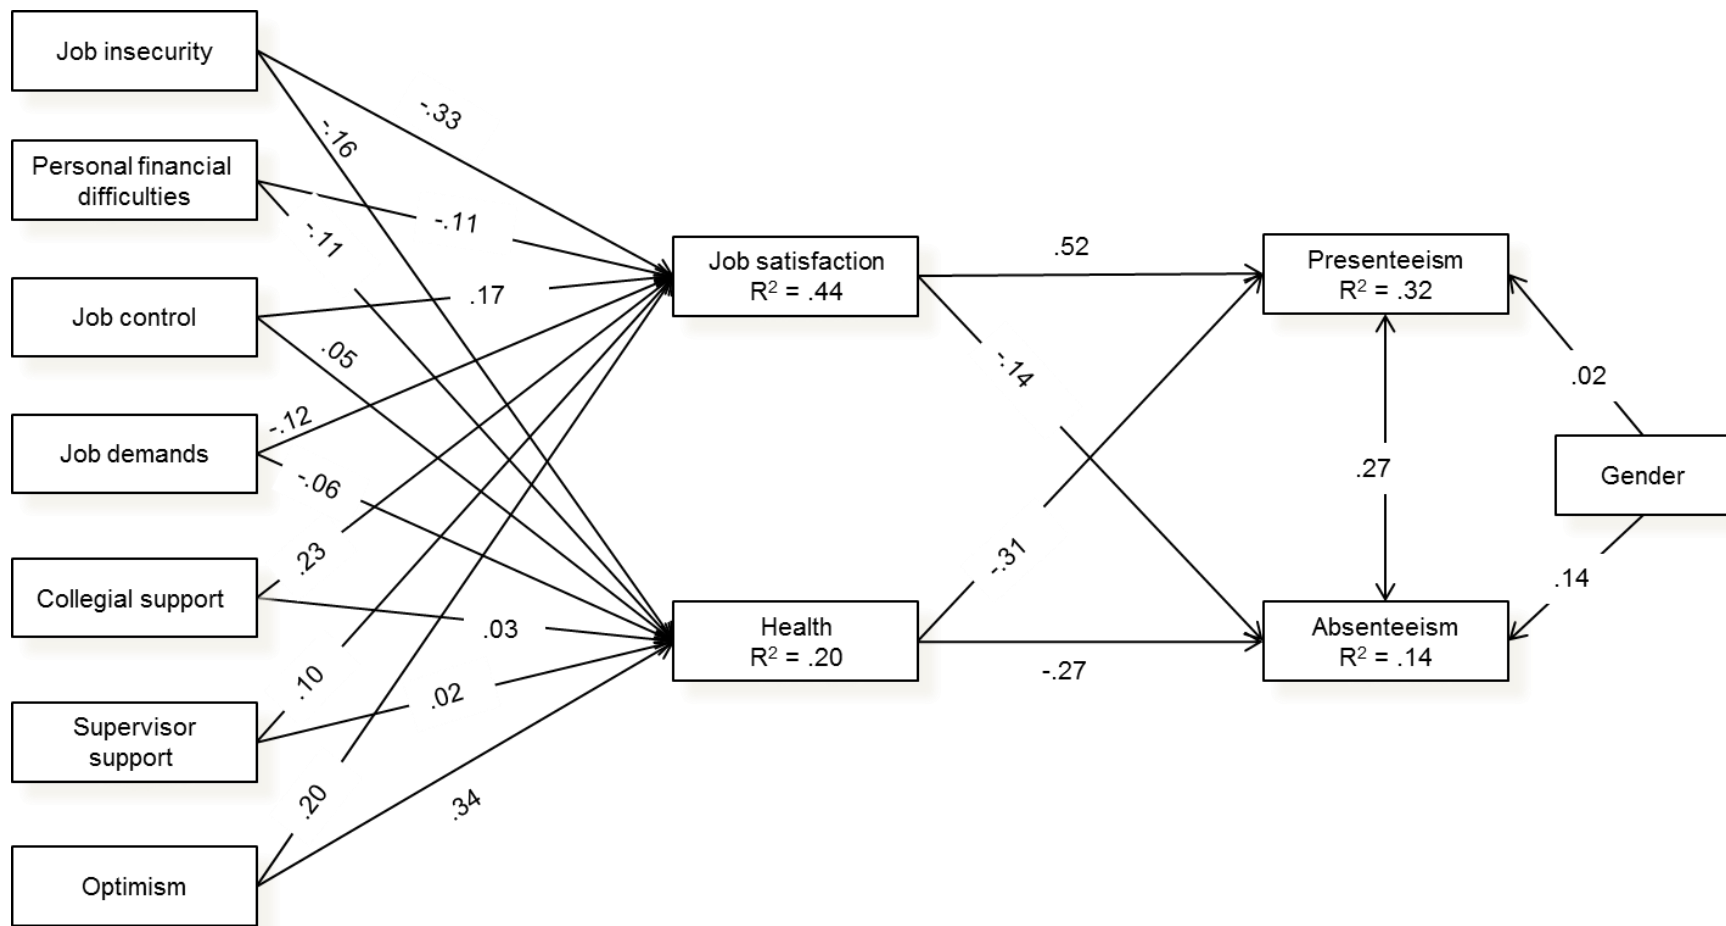 Job insecurity
-.33
-.16
Personal financial
difficulties
-.11
-.11
Job control
.17
.05
Job demands
-.12
-.06
Collegial support
.23
.03
Supervisor
support
.10
.02
Optimism
.20
.34
Job satisfaction
R² = .44
Health
R² = .20
.52
-.14
-.31
-.27
Presenteeism
R² = .32
.27
Absenteeism
R² = .14
.02
Gender
.14